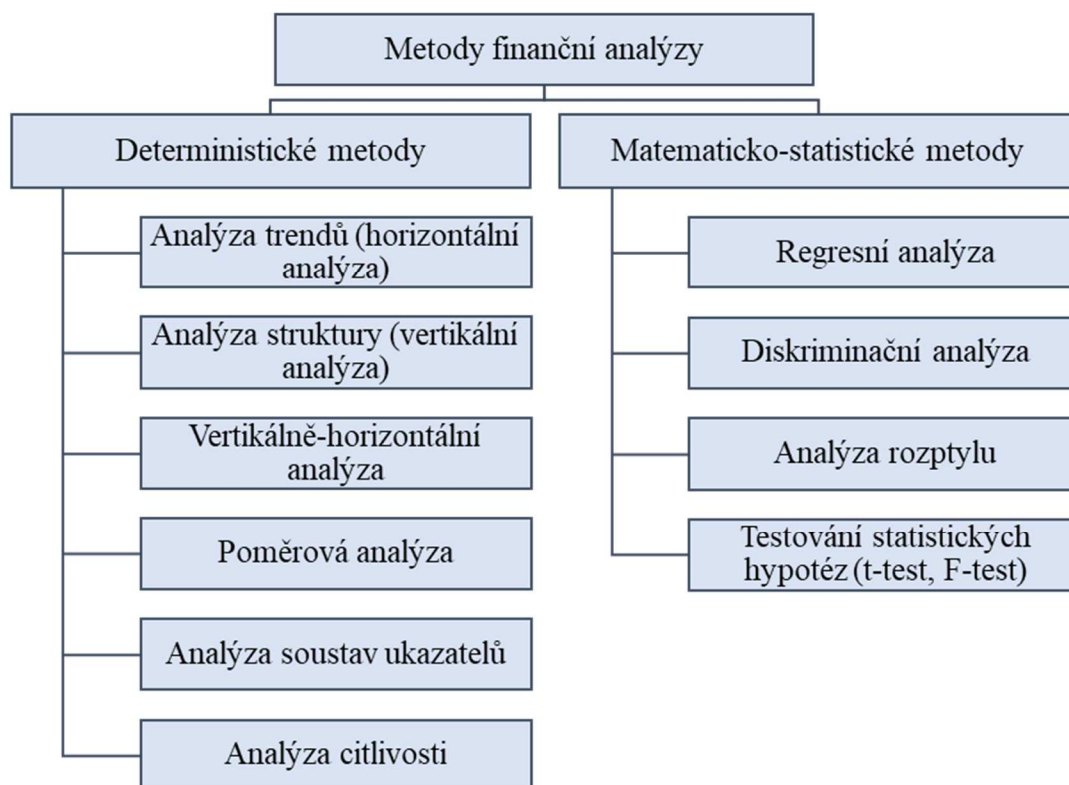 Metody finanční analýzy
Deterministické metody
Analýza trendů (horizontální
analýza)
Analýza struktury (vertikální
analýza)
Vertikálně-horizontální
analýza
Poměrová analýza
Analýza soustav ukazatelů
Analýza citlivosti
Matematicko-statistické metody
Regresní analýza
Diskriminační analýza
Analýza rozptylu
Testování statistických
hypotéz (t-test, F-test)